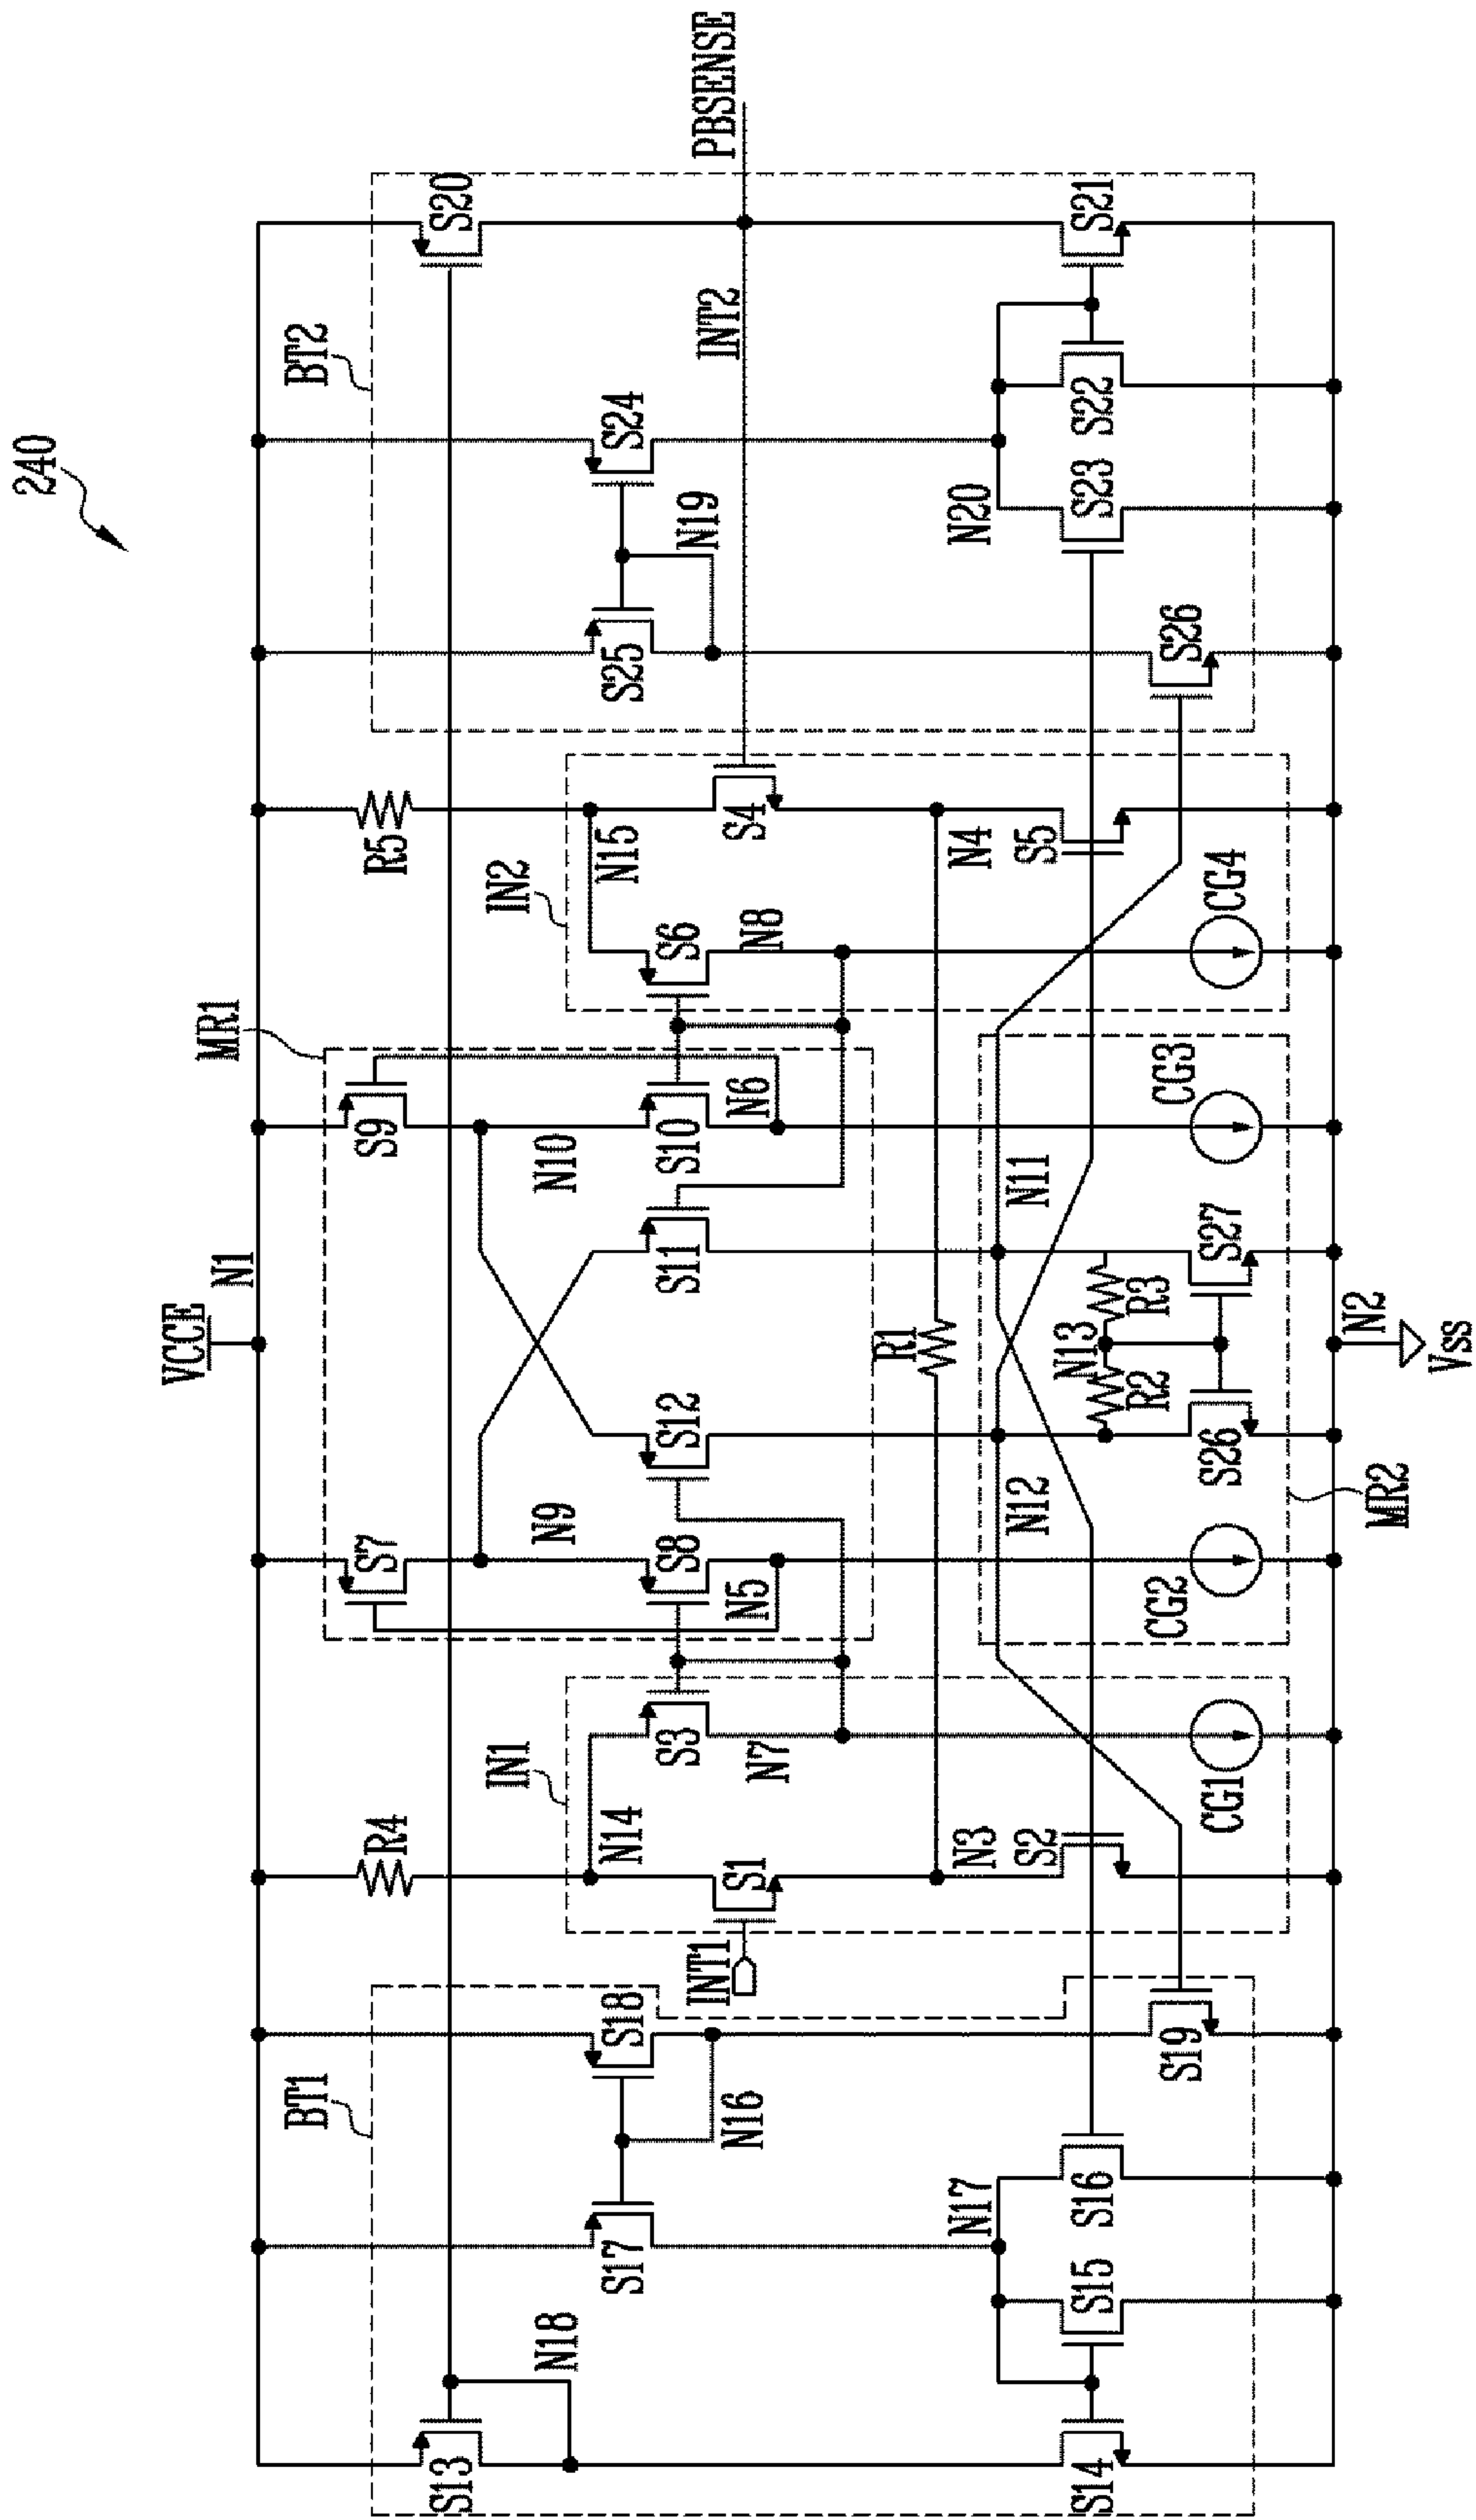 240
VCCE
N1
BT1
IN1
MR1
IN2
BT2
S13
N18
S17
S18
N16
R4
N14
S3
N7
INT1
S1
S7
N9
S8
N5
S12
S11
S9
N10
S10
N6
R5
N15
S6
N8
S4
S25
S24
N19
S20
INT2
PBSENSE
R1
N17
S14
S15
S16
S19
N3
S2
CG1
N12
CG2
S26
R2
N13
R3
S27
N11
CG3
N4
S5
CG4
S26
N20
S23
S22
S21
MR2
N2
Vss